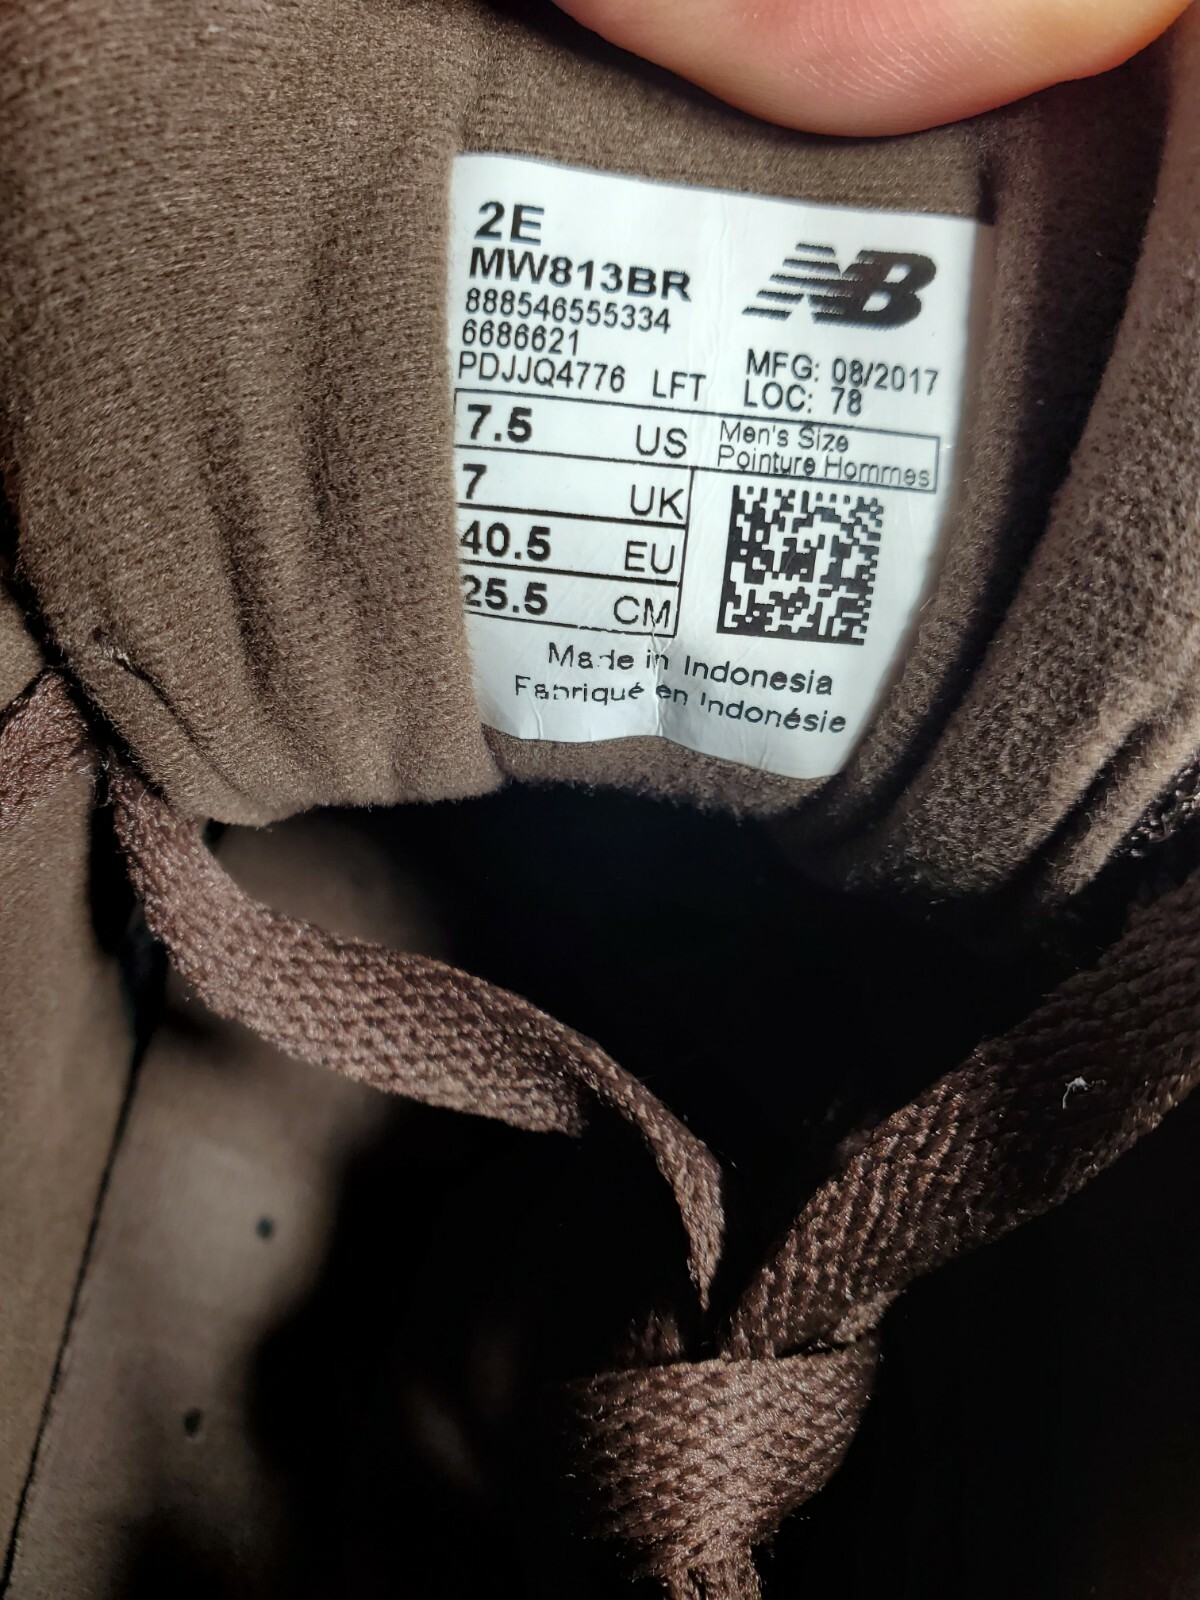 2E
MW813BR
888546555334
6686621
PDJJQ4776 LFT
NB
MFG: 08/2017
LOC: 78
7.5 US
Men's Size
Pointure Hommes
7 UK
40.5 EU
25.5 CM
Made in Indonesia
Fabriqué en Indonésie